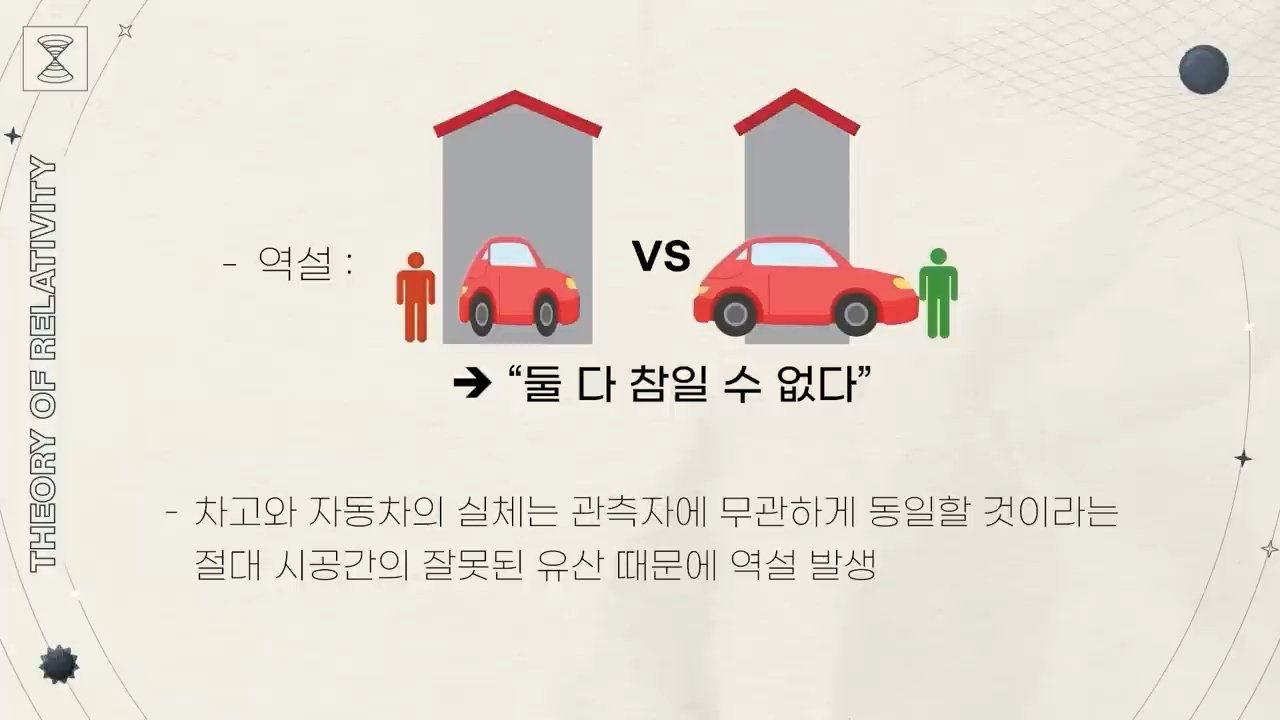 THEORY OF RELATIVITY
- 역설 :
VS
➔ “둘 다 참일 수 없다”
- 차고와 자동차의 실체는 관측자에 무관하게 동일할 것이라는
절대 시공간의 잘못된 유산 때문에 역설 발생